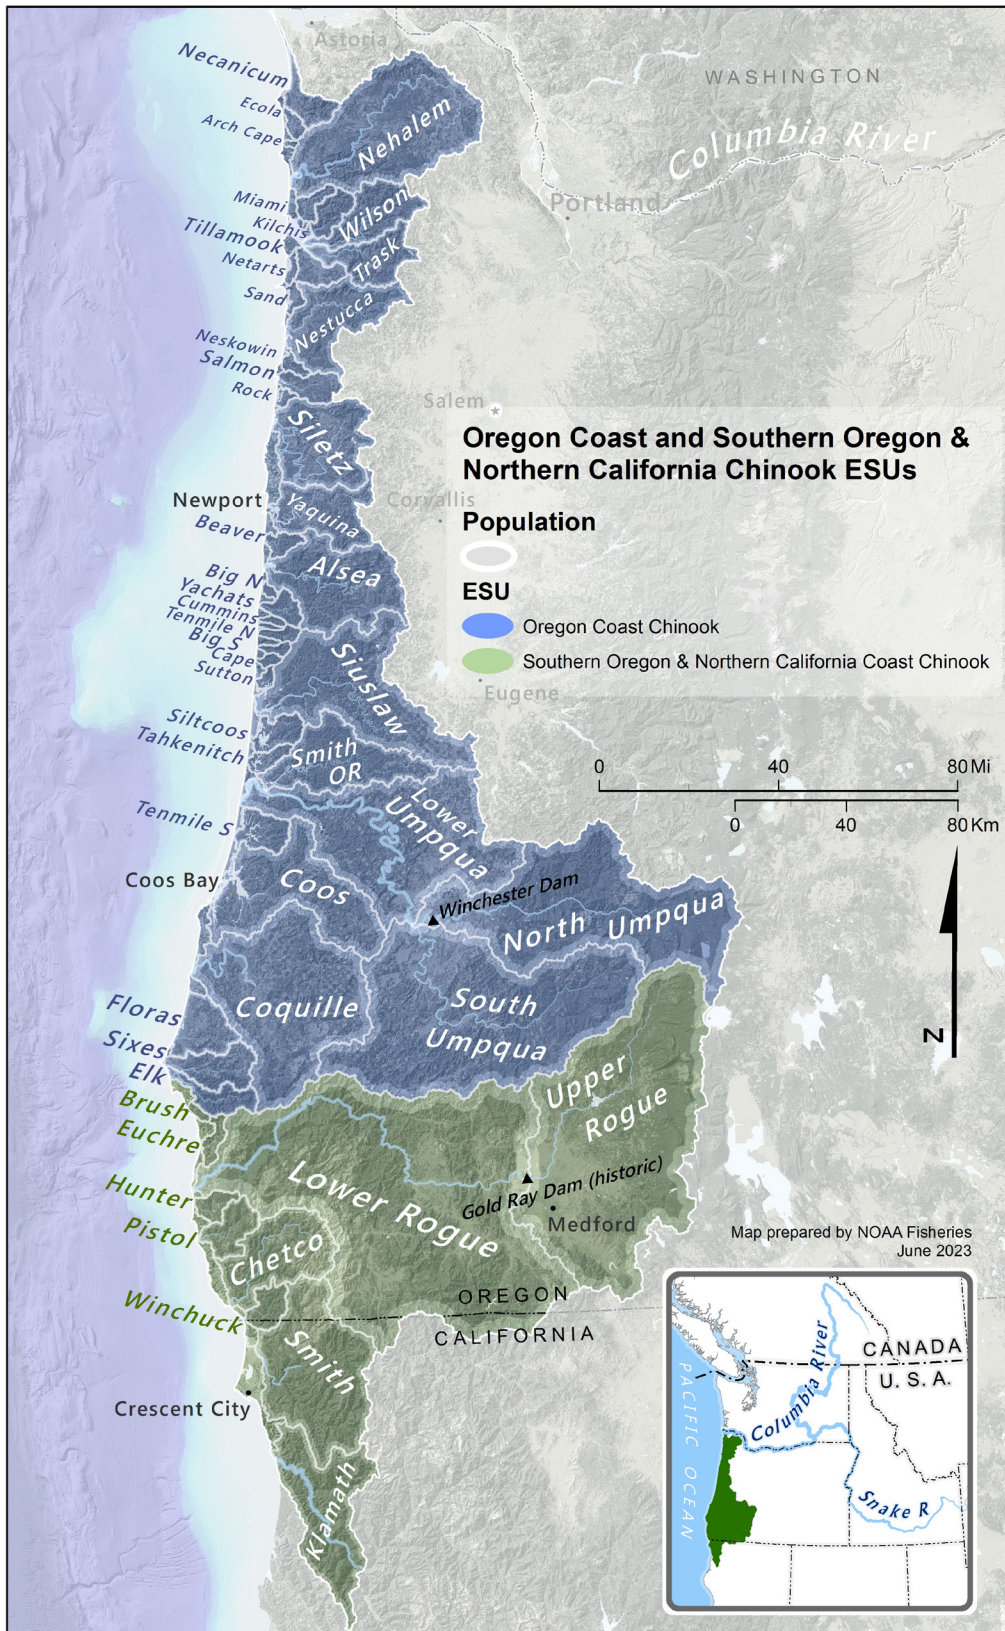 Astoria
WASHINGTON
Columbia River
Portland
Necanicum
Ecola
Arch Cape
Nehalem
Miami
Kilchis
Tillamook
Netarts
Sand
Wilson
Trask
Nestucca
Neskowin
Salmon
Rock
Salem
Siletz
Oregon Coast and Southern Oregon &
Northern California Chinook ESUs
Population
ESU
Oregon Coast Chinook
Southern Oregon & Northern California Coast Chinook
Corvallis
Newport
Yaquina
Beaver
Alsea
Big N
Yachats
Cummins
Tenmile N
Big S
Cape
Sutton
Siuslaw
Eugene
Siltcoos
Tahkenitch
Smith
OR
0 40 80 Mi
0 40 80 Km
Lower
Umpqua
Tenmile S
Coos Bay
Coos
Winchester Dam
North Umpqua
N
Coquille
South
Umpqua
Floras
Sixes
Elk
Brush
Euchre
Hunter
Pistol
Winchuck
Upper
Rogue
Lower Rogue
Gold Ray Dam (historic)
Medford
Chetco
OREGON
CALIFORNIA
Smith
Crescent City
Klamath
Map prepared by NOAA Fisheries
June 2023
CANADA
U. S. A.
Columbia River
Snake R
PACIFIC OCEAN